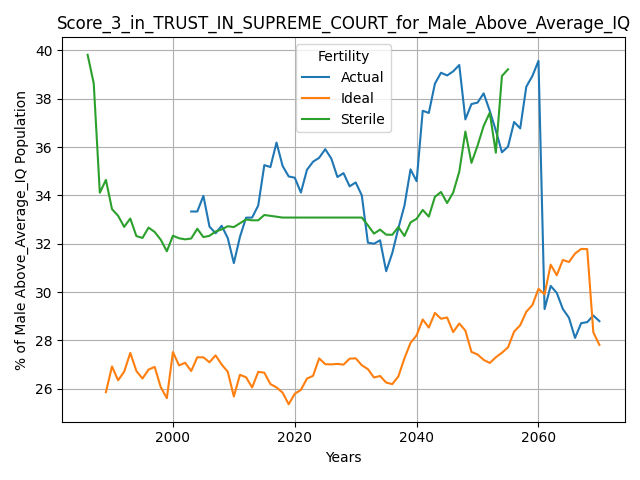 Score_3_in_TRUST_IN_SUPREME_COURT_for_Male_Above_Average_IQ
% of Male Above_Average_IQ Population
40
38
36
34
32
30
28
26
Fertility
Actual
Ideal
Sterile
2000 2020 2040 2060
Years